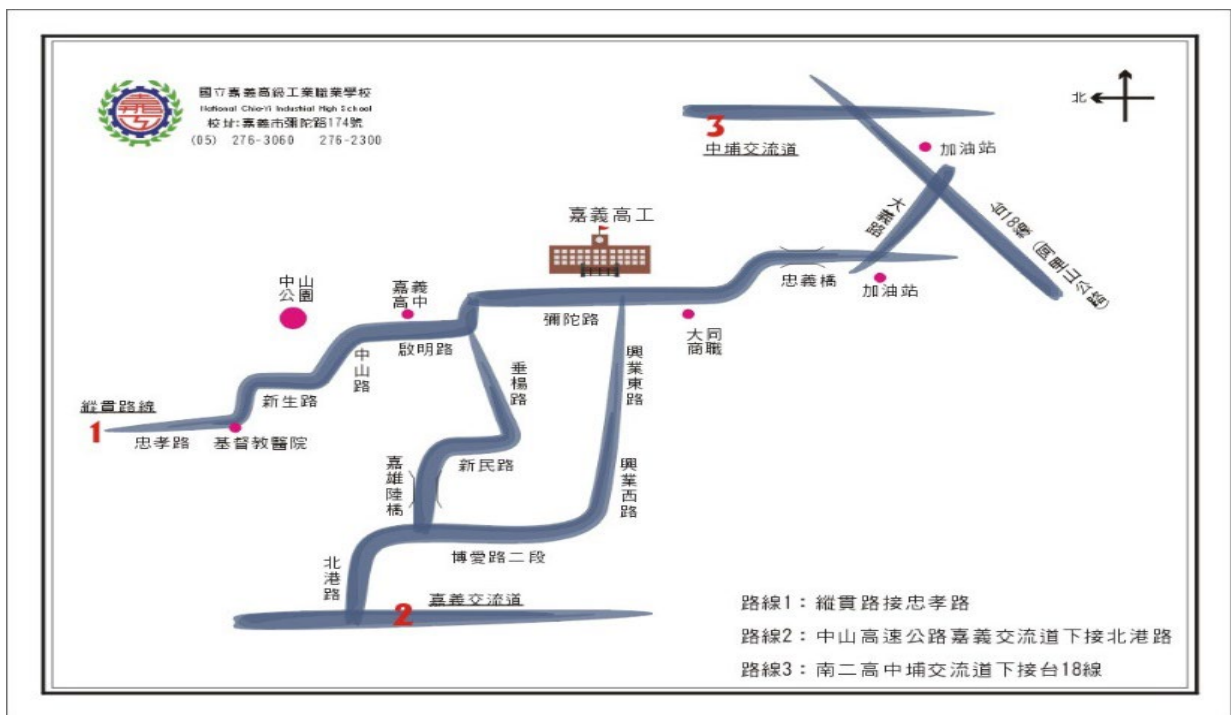 國立嘉義高級工業職業學校
National Chia-Yi Industrial High School
校址:嘉義市彌陀路174號
(05) 276-3060 276-2300
北
3
中埔交流道
加油站
大義路
台18線 (阿里山公路)
嘉義高工
中山
公園
嘉義
高中
忠義橋
加油站
彌陀路
大同
商職
啟明路
中山路
垂楊路
興業東路
新生路
縱貫路線
1
忠孝路
基督教醫院
嘉雄陸橋
新民路
興業西路
博愛路二段
北港路
嘉義交流道
2
路線1：縱貫路接忠孝路
路線2：中山高速公路嘉義交流道下接北港路
路線3：南二高中埔交流道下接台18線